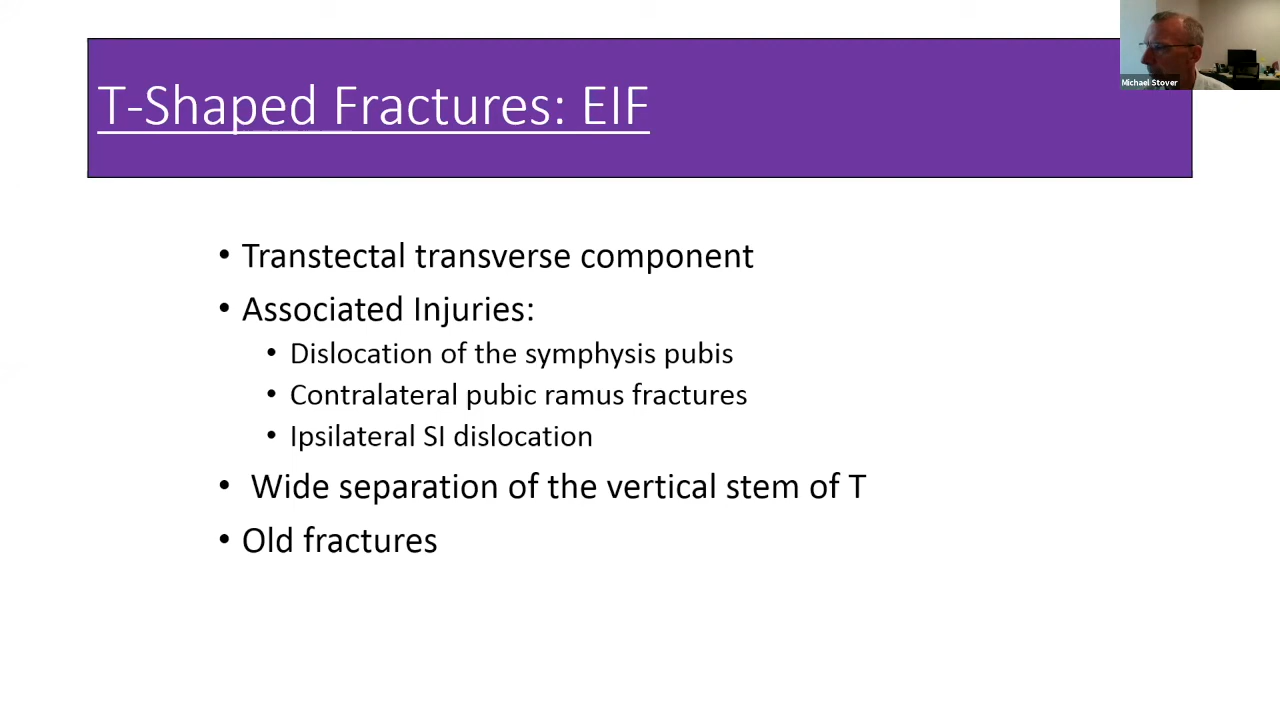 T-Shaped Fractures: EIF
Michael Stover
• Transtectal transverse component
• Associated Injuries:
• Dislocation of the symphysis pubis
• Contralateral pubic ramus fractures
• Ipsilateral SI dislocation
• Wide separation of the vertical stem of T
• Old fractures